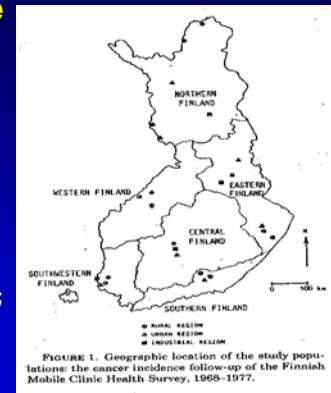 NORTHERN
FINLAND
WESTERN FINLAND
EASTERN
FINLAND
CENTRAL
FINLAND
SOUTHWESTERN
FINLAND
SOUTHERN FINLAND
N
0 500 km
RURAL REGION
URBAN REGION
INDUSTRIAL REGION
FIGURE 1. Geographic location of the study popu-
lations: the cancer incidence follow-up of the Finnish
Mobile Clinic Health Survey, 1968-1977.